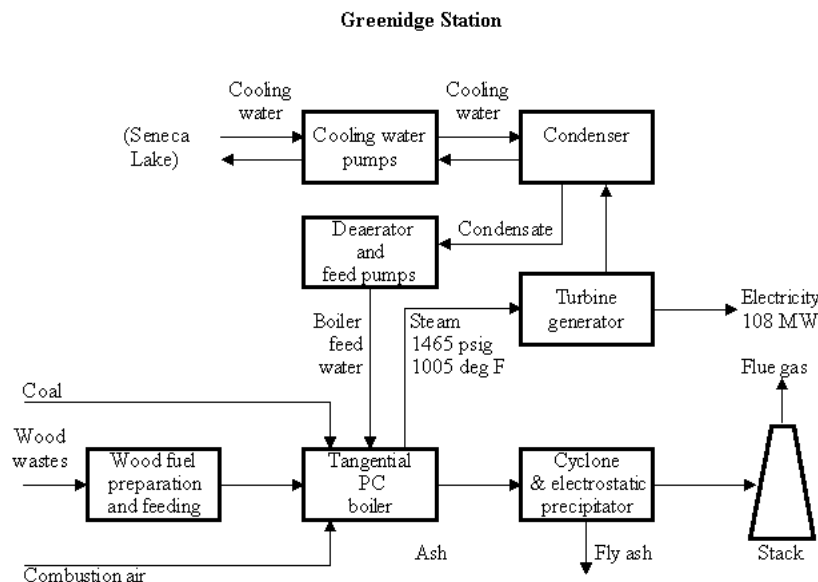 Greenidge Station
Cooling
water
Cooling
water
(Seneca
Lake)
Cooling water
pumps
Condenser
Deaerator
and
feed pumps
Condensate
Turbine
generator
Electricity
108 MW
Boiler
feed
water
Steam
1465 psig
1005 deg F
Flue gas
Coal
Wood
wastes
Wood fuel
preparation
and feeding
Tangential
PC
boiler
Cyclone
& electrostatic
precipitator
Combustion air
Ash
Fly ash
Stack